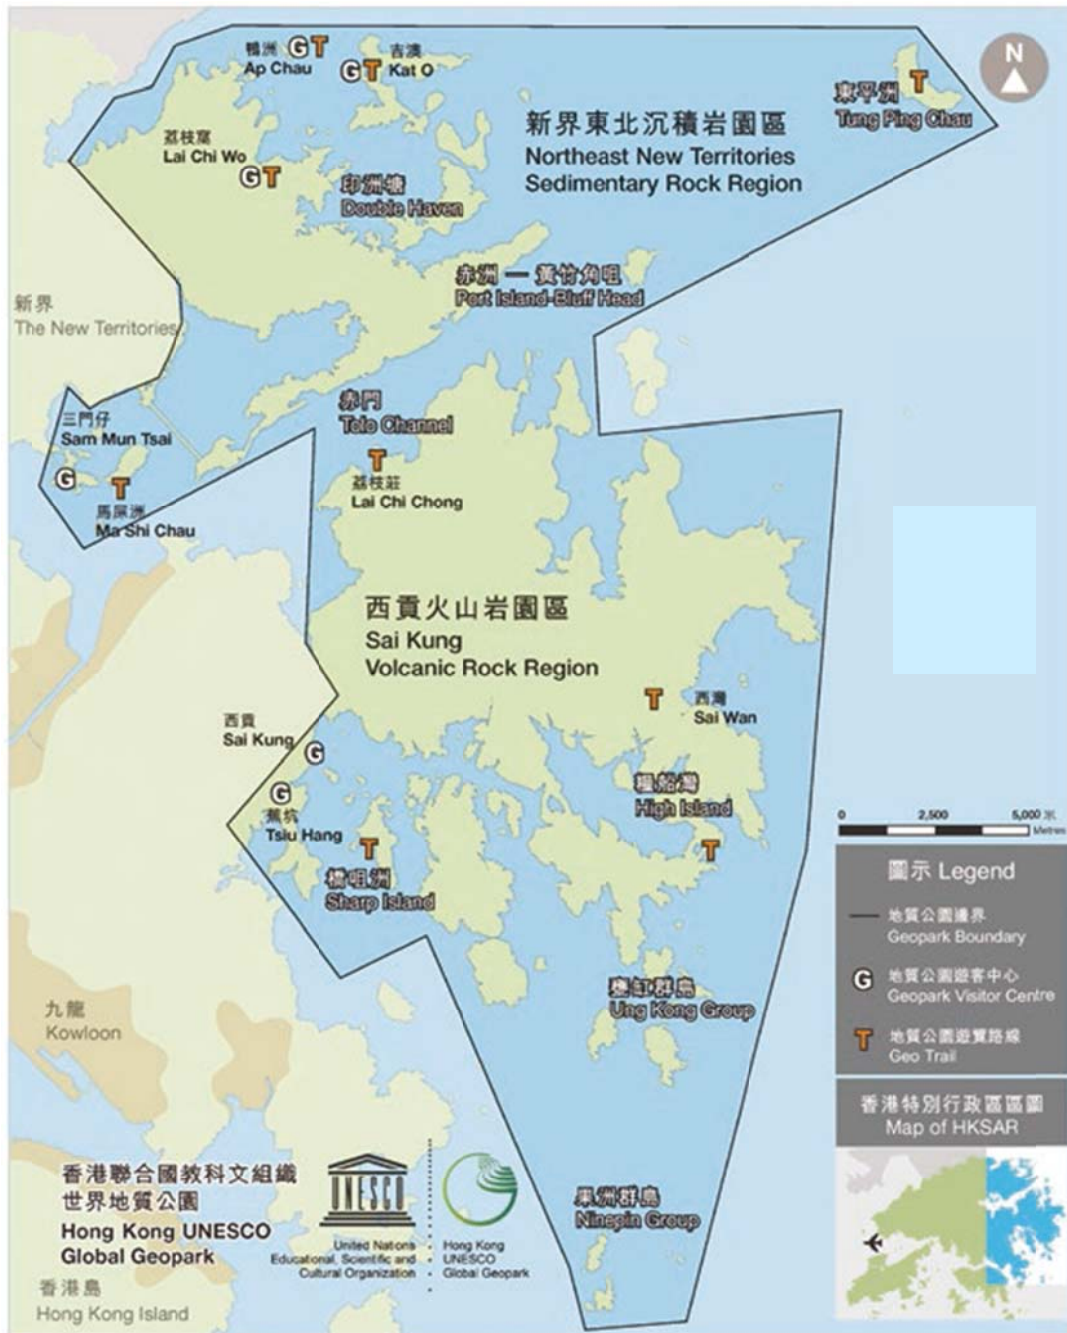 鴨洲
Ap Chau
G T
吉澳
Kat O
G T
N
東平洲
Tung Ping Chau
T
新界東北沉積岩園區
Northeast New Territories
Sedimentary Rock Region
荔枝窩
Lai Chi Wo
G T
印洲塘
Double Haven
赤洲 — 黃竹角咀
Port Island-Bluff Head
新界
The New Territories
三門仔
Sam Mun Tsai
G
T
馬屎洲
Ma Shi Chau
赤門
Tolo Channel
T
荔枝莊
Lai Chi Chong
西貢火山岩園區
Sai Kung
Volcanic Rock Region
T
西灣
Sai Wan
西貢
Sai Kung
G
G
蕉坑
Tsiu Hang
T
橋咀洲
Sharp Island
糧船灣
High Island
T
甕缸群島
Ung Kong Group
果洲群島
Ninepin Group
九龍
Kowloon
香港島
Hong Kong Island
0 2,500 5,000 米
Metres
圖示 Legend
地質公園邊界
Geopark Boundary
G 地質公園遊客中心
Geopark Visitor Centre
T 地質公園遊覽路線
Geo Trail
香港特別行政區區圖
Map of HKSAR
香港聯合國教科文組織
世界地質公園
Hong Kong UNESCO
Global Geopark
UNESCO
United Nations
Educational, Scientific and
Cultural Organization
Hong Kong
UNESCO
Global Geopark